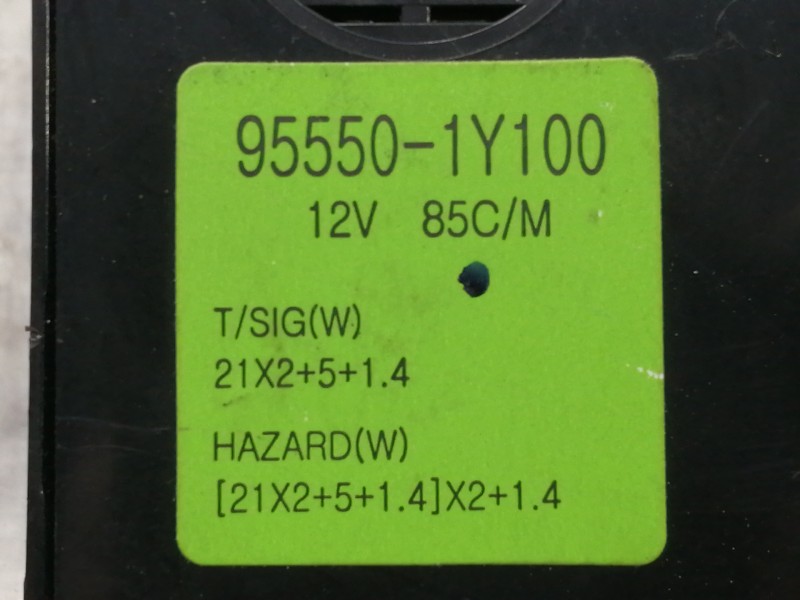 95550-1Y100
12V 85C/M
T/SIG(W)
21X2+5+1.4
HAZARD(W)
[21X2+5+1.4]X2+1.4